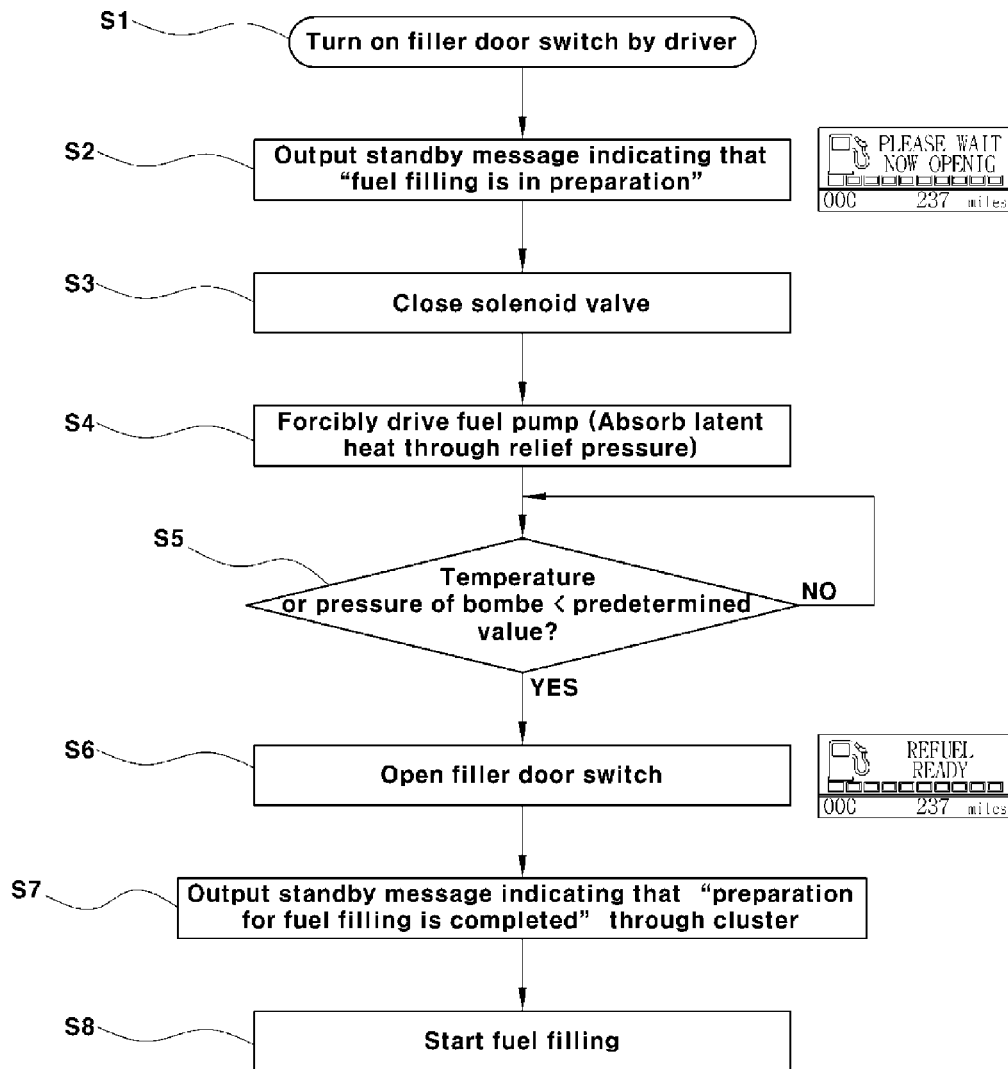 S1
Turn on filler door switch by driver
S2
Output standby message indicating that
“fuel filling is in preparation”
PLEASE WAIT
NOW OPENIG
000 237 miles
S3
Close solenoid valve
S4
Forcibly drive fuel pump (Absorb latent
heat through relief pressure)
S5
Temperature
or pressure of bombe < predetermined
value?
NO
YES
S6
Open filler door switch
REFUEL
READY
000 237 miles
S7
Output standby message indicating that “preparation
for fuel filling is completed” through cluster
S8
Start fuel filling